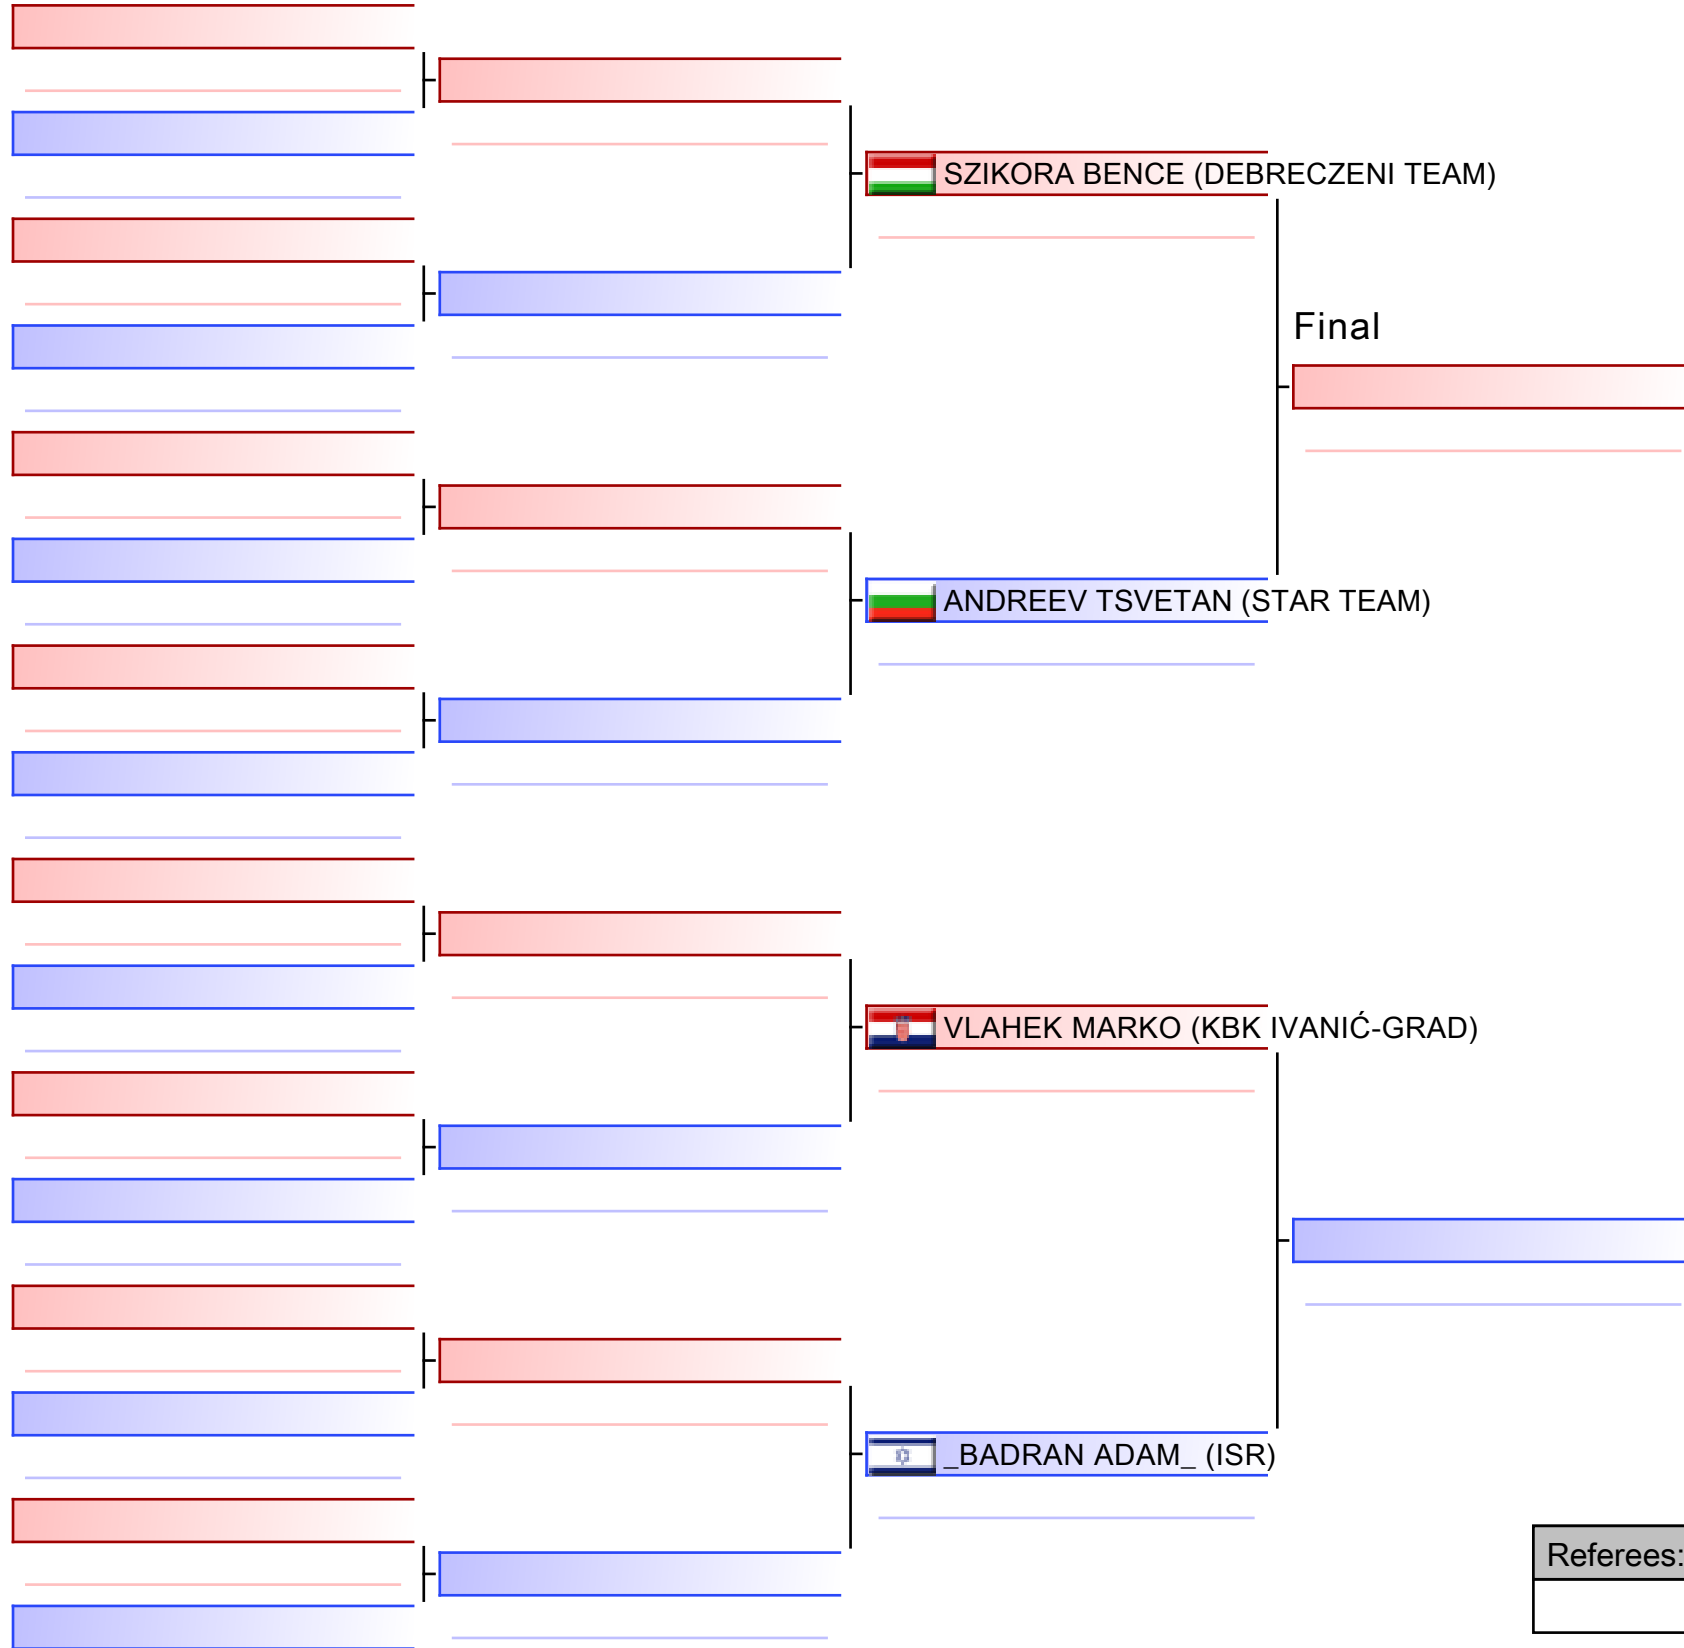 SZIKORA BENCE (DEBRECZENI TEAM)
Final
ANDREEV TSVETAN (STAR TEAM)
VLAHEK MARKO (KBK IVANIĆ-GRAD)
_BADRAN ADAM_ (ISR)
Referees: